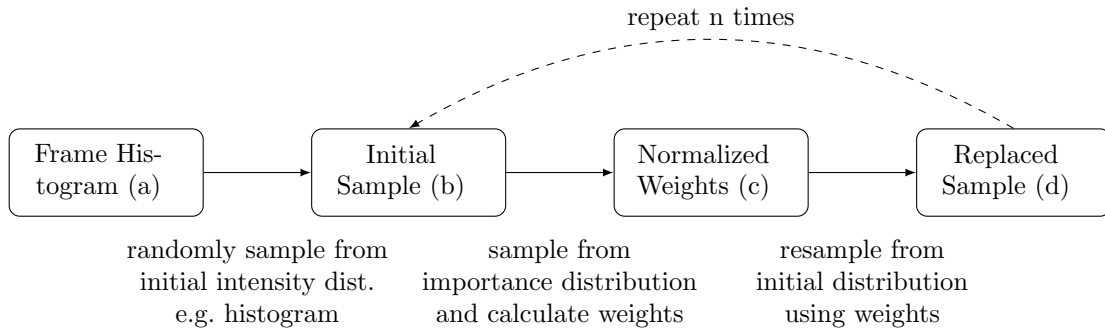 repeat n times
Frame His-
togram (a)
Initial
Sample (b)
Normalized
Weights (c)
Replaced
Sample (d)
randomly sample from
initial intensity dist.
e.g. histogram
sample from
importance distribution
and calculate weights
resample from
initial distribution
using weights